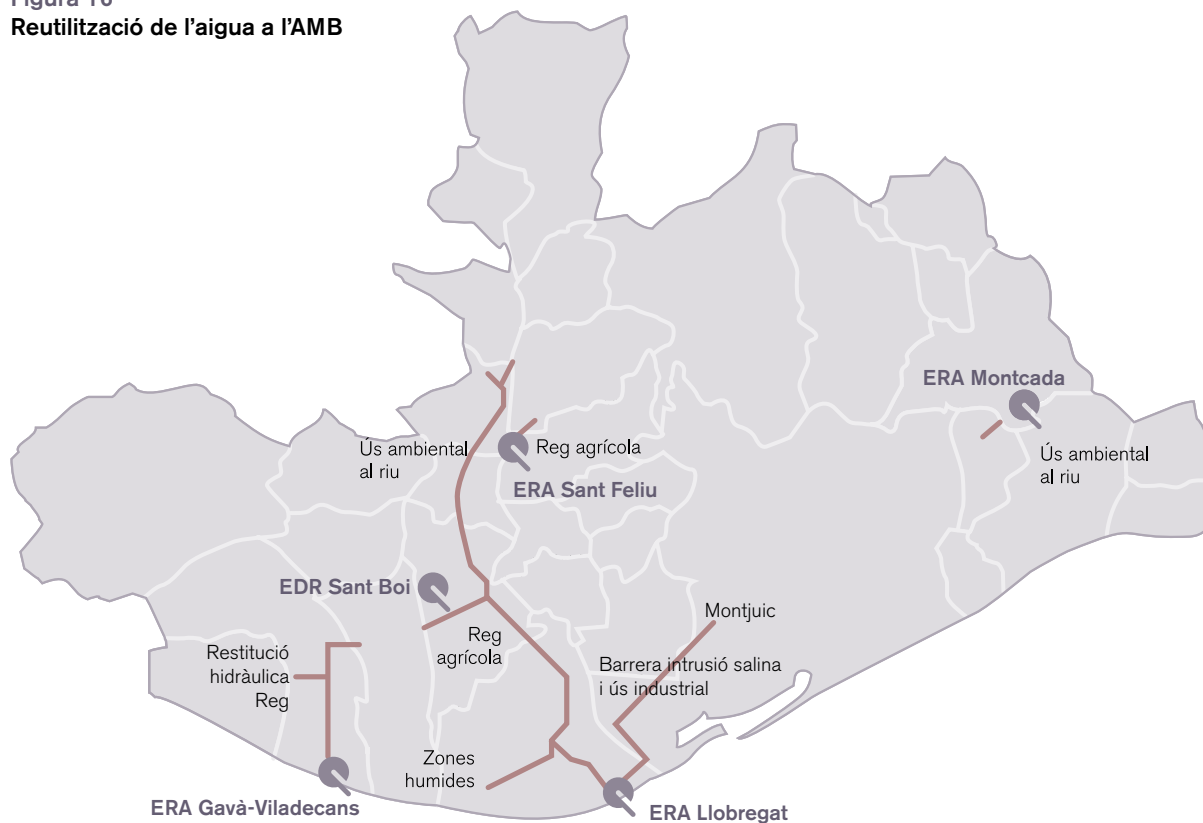 Figura 16
Reutilització de l'aigua a l'AMB
ERA Montcada
Ús ambiental
al riu
Ús ambiental
al riu
Reg agrícola
ERA Sant Feliu
EDR Sant Boi
Reg
agrícola
Montjuic
Restitució
hidràulica
Reg
Barrera intrusió salina
i ús industrial
Zones
humides
ERA Gavà-Viladecans
ERA Llobregat